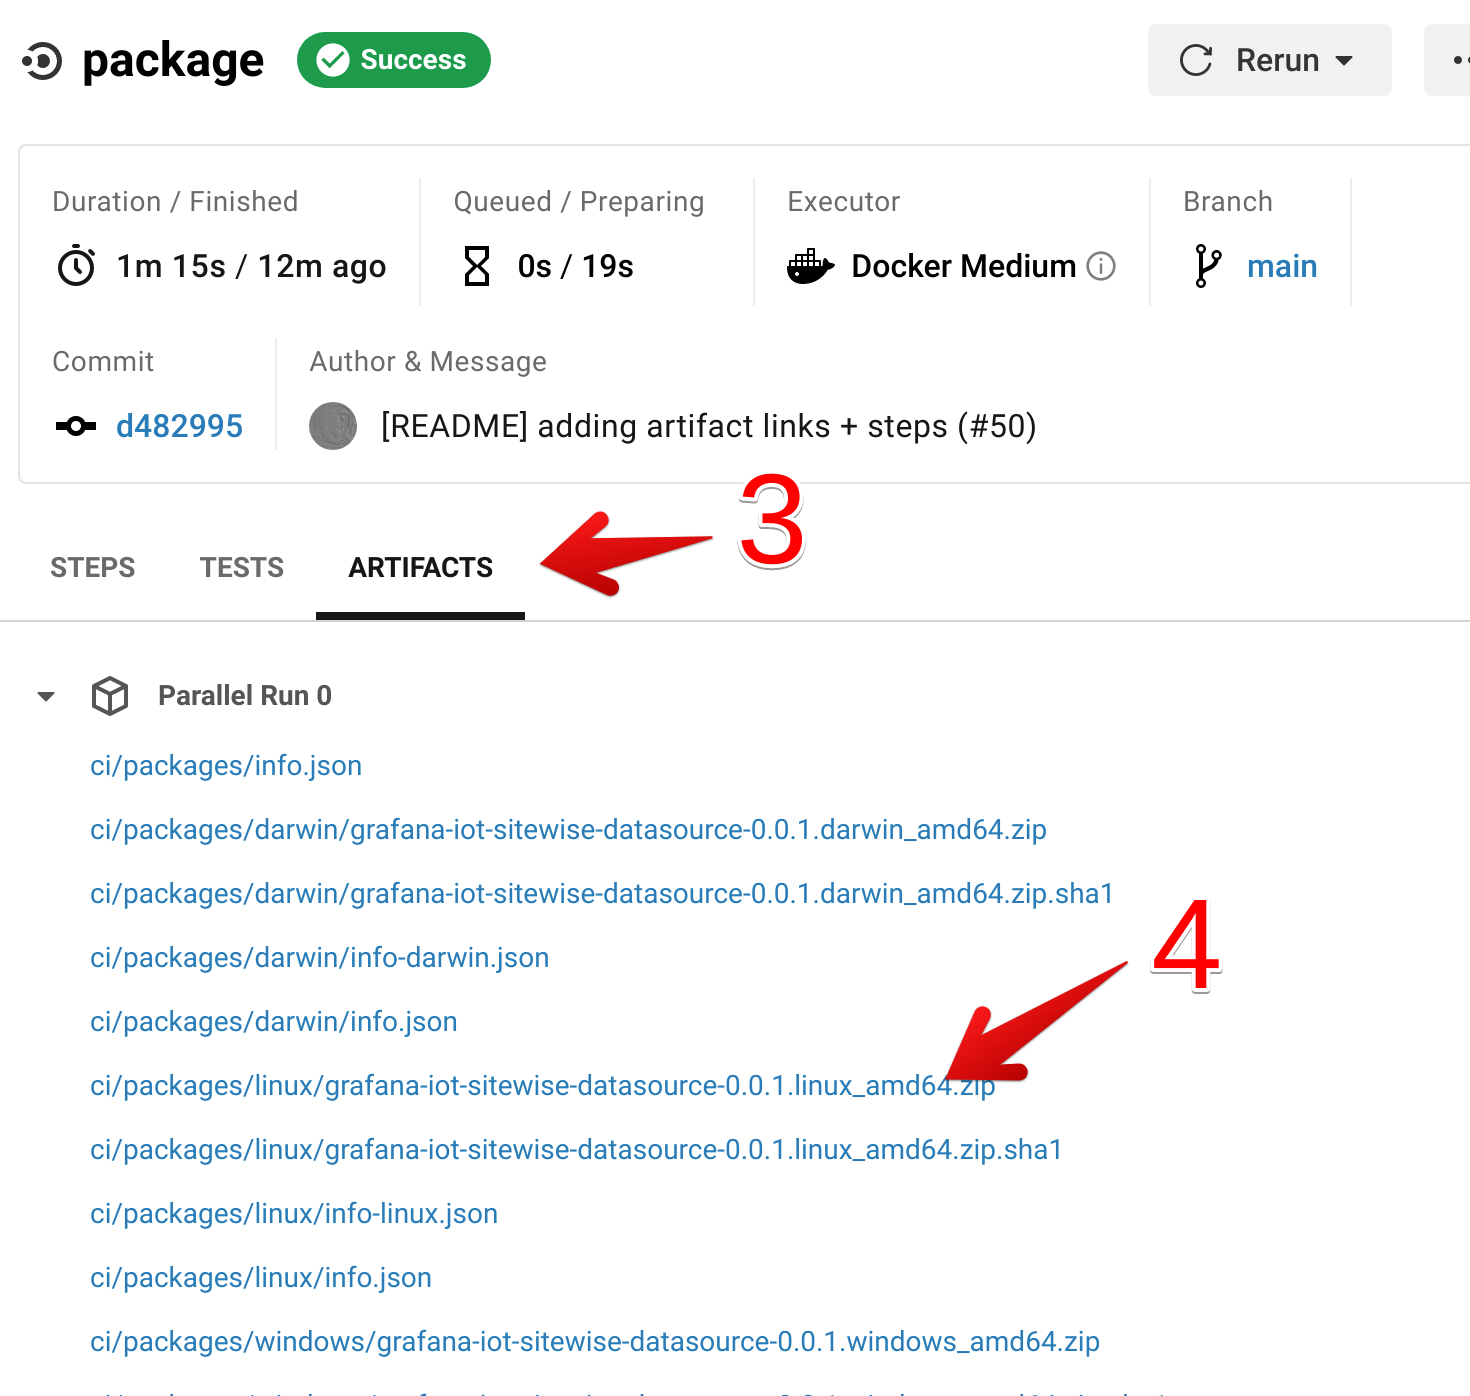 package Success Rerun
Duration / Finished Queued / Preparing Executor Branch
1m 15s / 12m ago 0s / 19s Docker Medium main
Commit Author & Message
d482995 [README] adding artifact links + steps (#50)
3
STEPS TESTS ARTIFACTS
Parallel Run 0
ci/packages/info.json
ci/packages/darwin/grafana-iot-sitewise-datasource-0.0.1.darwin_amd64.zip
ci/packages/darwin/grafana-iot-sitewise-datasource-0.0.1.darwin_amd64.zip.sha1
4
ci/packages/darwin/info-darwin.json
ci/packages/darwin/info.json
ci/packages/linux/grafana-iot-sitewise-datasource-0.0.1.linux_amd64.zip
ci/packages/linux/grafana-iot-sitewise-datasource-0.0.1.linux_amd64.zip.sha1
ci/packages/linux/info-linux.json
ci/packages/linux/info.json
ci/packages/windows/grafana-iot-sitewise-datasource-0.0.1.windows_amd64.zip